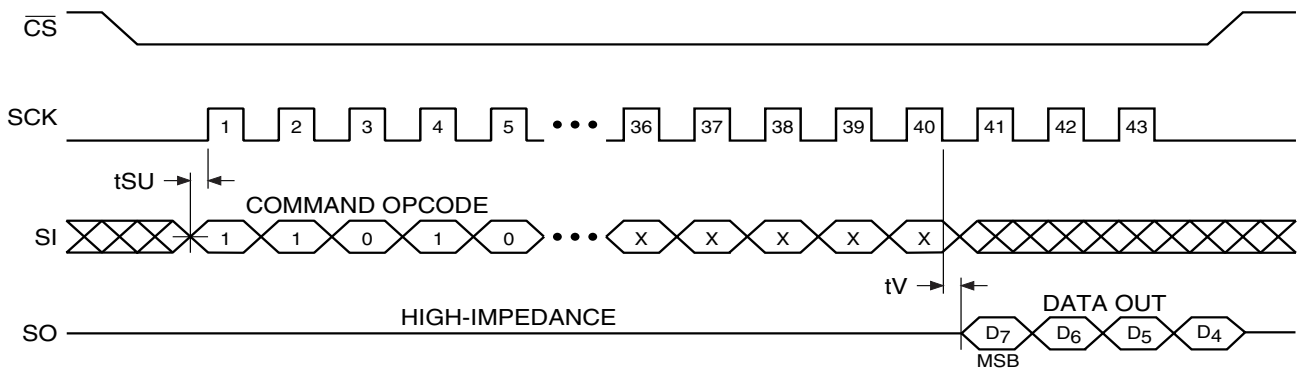 CS
SCK
1 2 3 4 5 ••• 36 37 38 39 40 41 42 43
tSU
COMMAND OPCODE
SI
1 1 0 1 0 ••• X X X X X
tV
HIGH-IMPEDANCE
DATA OUT
SO
D7 D6 D5 D4
MSB